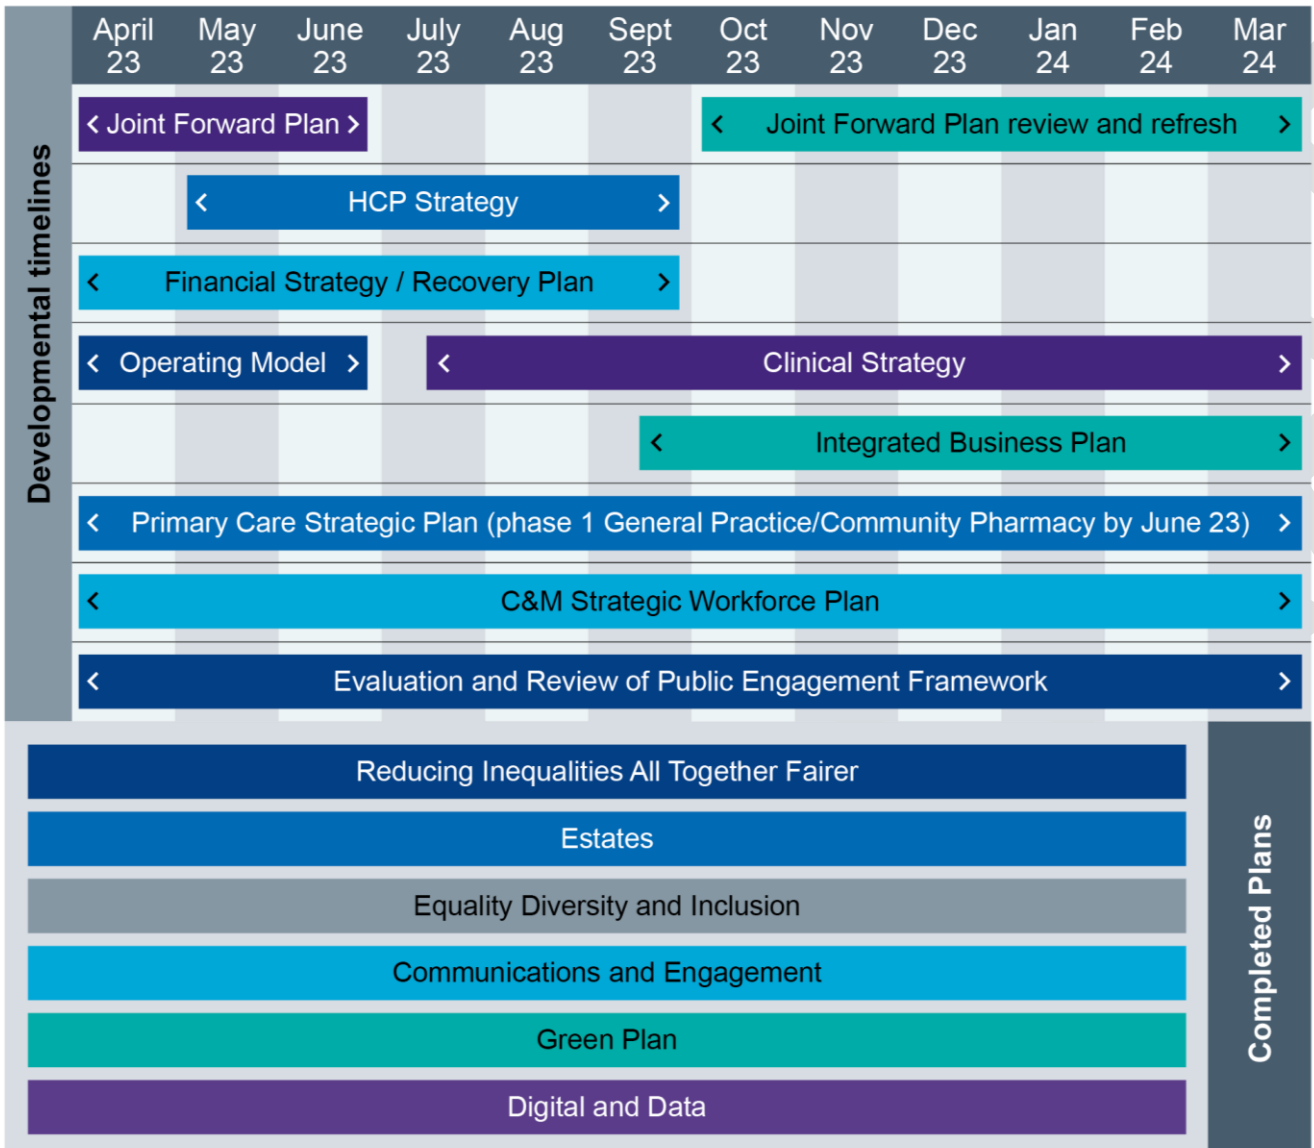 April 23
May 23
June 23
July 23
Aug 23
Sept 23
Oct 23
Nov 23
Dec 23
Jan 24
Feb 24
Mar 24
Developmental timelines
Joint Forward Plan
Joint Forward Plan review and refresh
HCP Strategy
Financial Strategy / Recovery Plan
Operating Model
Clinical Strategy
Integrated Business Plan
Primary Care Strategic Plan (phase 1 General Practice/Community Pharmacy by June 23)
C&M Strategic Workforce Plan
Evaluation and Review of Public Engagement Framework
Reducing Inequalities All Together Fairer
Estates
Equality Diversity and Inclusion
Communications and Engagement
Green Plan
Digital and Data
Completed Plans